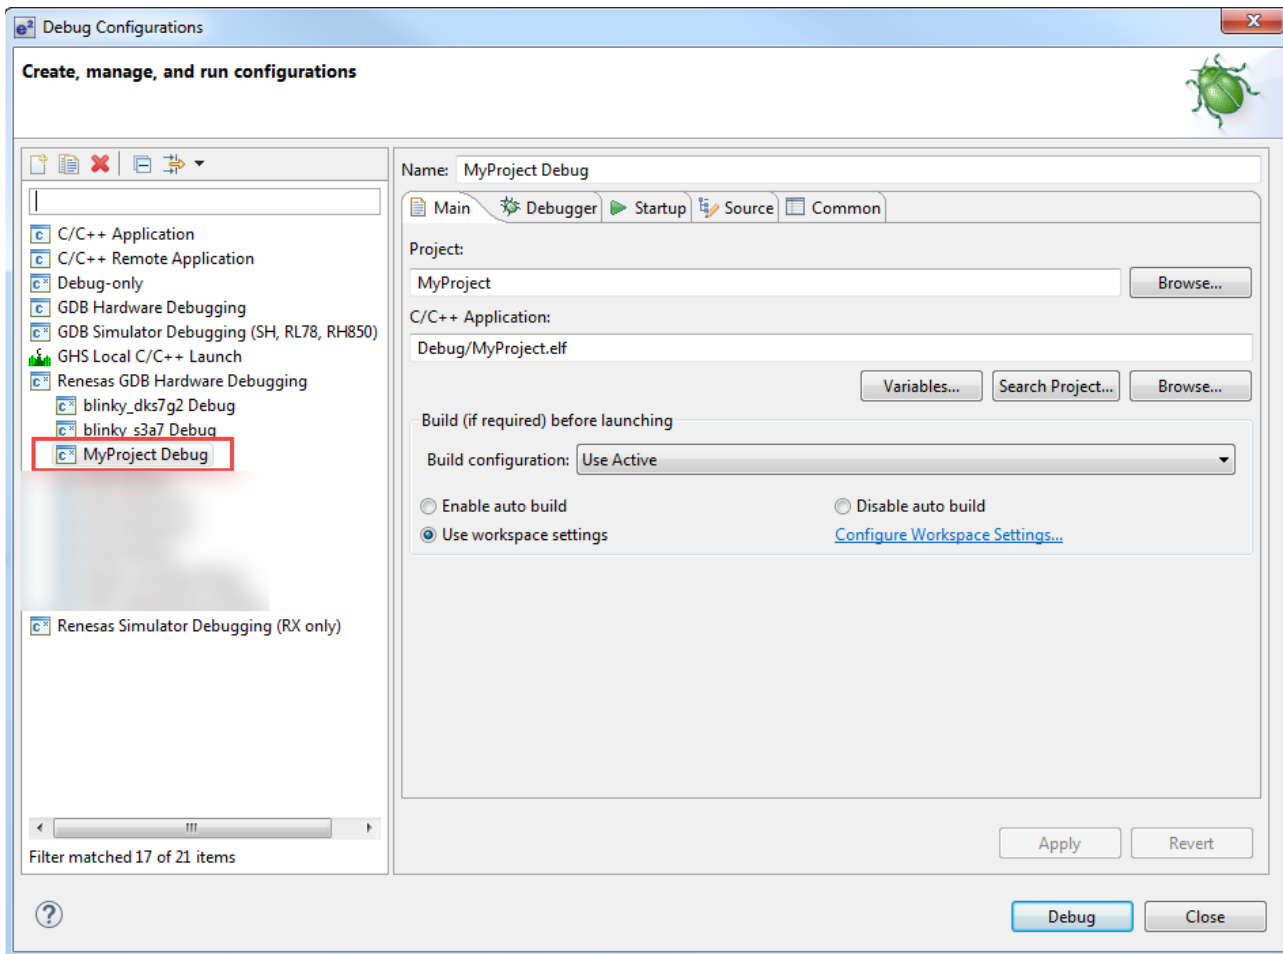 e² Debug Configurations
Create, manage, and run configurations
C/C++ Application
C/C++ Remote Application
Debug-only
GDB Hardware Debugging
GDB Simulator Debugging (SH, RL78, RH850)
GHS Local C/C++ Launch
Renesas GDB Hardware Debugging
blinky_dks7g2 Debug
blinky_s3a7 Debug
MyProject Debug
Renesas Simulator Debugging (RX only)
Filter matched 17 of 21 items
Name: MyProject Debug
Main Debugger Startup Source Common
Project:
MyProject Browse...
C/C++ Application:
Debug/MyProject.elf
Variables... Search Project... Browse...
Build (if required) before launching
Build configuration: Use Active
Enable auto build Disable auto build
Use workspace settings Configure Workspace Settings...
Apply Revert
? Debug Close